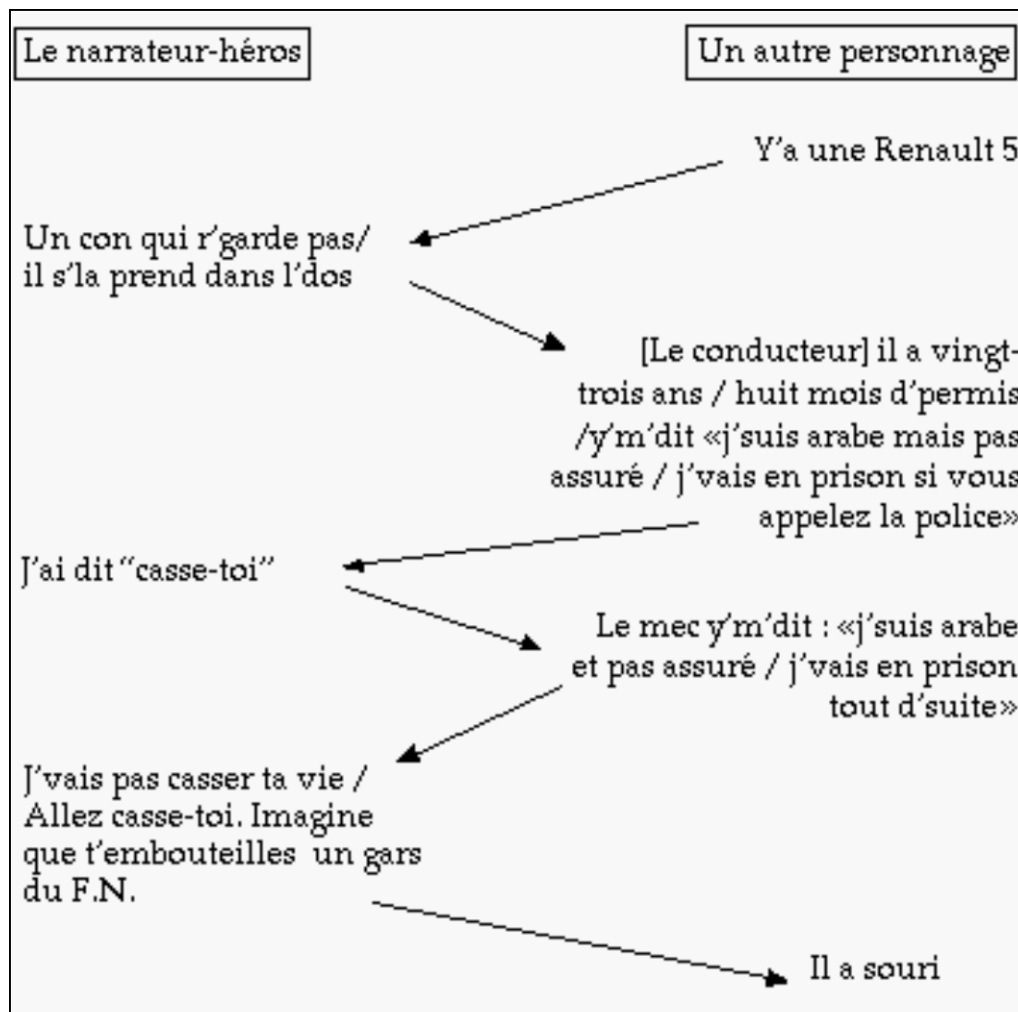 Le narrateur-héros
Un autre personnage
Y'a une Renault 5
Un con qui r'garde pas/
il s'la prend dans l'dos
[Le conducteur] il a vingt-
trois ans / huit mois d'permis
/y'm'dit «j'suis arabe mais pas
assuré / j'vais en prison si vous
appelez la police»
J'ai dit "casse-toi"
Le mec y'm'dit : «j'suis arabe
et pas assuré / j'vais en prison
tout d'suite»
J'vais pas casser ta vie /
Allez casse-toi. Imagine
que t'embouteilles un gars
du F.N.
Il a souri